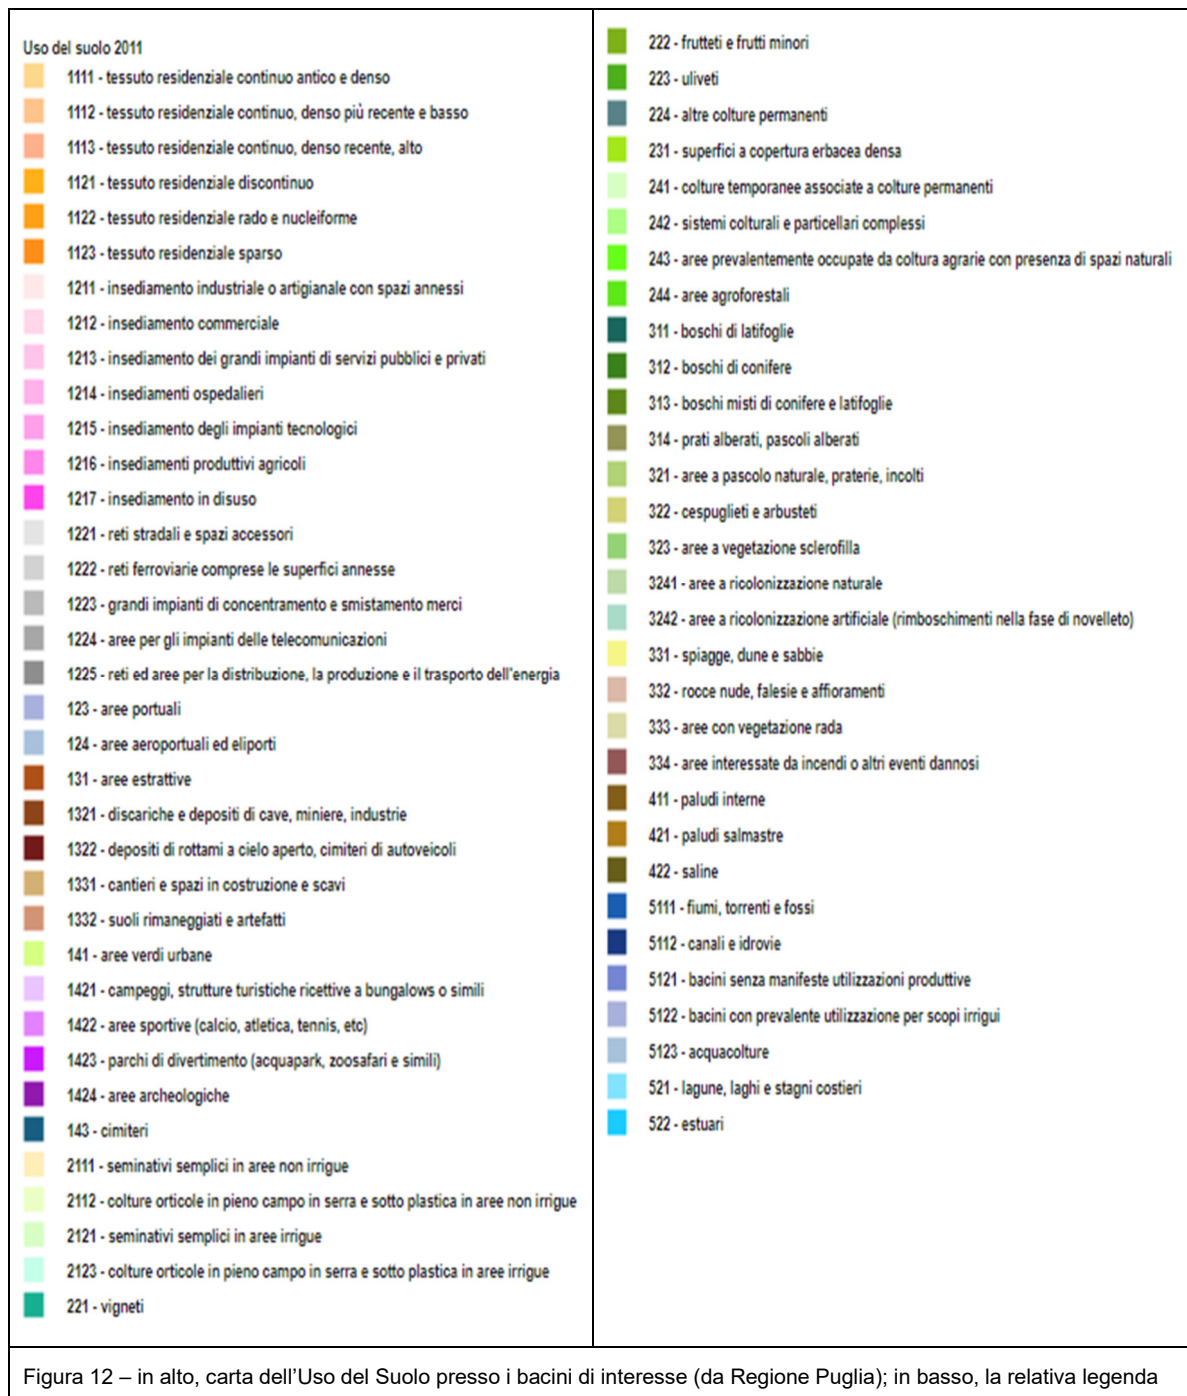 Uso del suolo 2011
1111 - tessuto residenziale continuo antico e denso
1112 - tessuto residenziale continuo, denso più recente e basso
1113 - tessuto residenziale continuo, denso recente, alto
1121 - tessuto residenziale discontinuo
1122 - tessuto residenziale rado e nucleiforme
1123 - tessuto residenziale sparso
1211 - insediamento industriale o artigianale con spazi annessi
1212 - insediamento commerciale
1213 - insediamento dei grandi impianti di servizi pubblici e privati
1214 - insediamenti ospedalieri
1215 - insediamento degli impianti tecnologici
1216 - insediamenti produttivi agricoli
1217 - insediamento in disuso
1221 - reti stradali e spazi accessori
1222 - reti ferroviarie comprese le superfici annesse
1223 - grandi impianti di concentramento e smistamento merci
1224 - aree per gli impianti delle telecomunicazioni
1225 - reti ed aree per la distribuzione, la produzione e il trasporto dell'energia
123 - aree portuali
124 - aree aeroportuali ed eliporti
131 - aree estrattive
1321 - discariche e depositi di cave, miniere, industrie
1322 - depositi di rottami a cielo aperto, cimiteri di autoveicoli
1331 - cantieri e spazi in costruzione e scavi
1332 - suoli rimaneggiati e artefatti
141 - aree verdi urbane
1421 - campeggi, strutture turistiche ricettive a bungalows o simili
1422 - aree sportive (calcio, atletica, tennis, etc)
1423 - parchi di divertimento (acquapark, zoosafari e simili)
1424 - aree archeologiche
143 - cimiteri
2111 - seminativi semplici in aree non irrigue
2112 - colture orticole in pieno campo in serra e sotto plastica in aree non irrigue
2121 - seminativi semplici in aree irrigue
2123 - colture orticole in pieno campo in serra e sotto plastica in aree irrigue
221 - vigneti
222 - frutteti e frutti minori
223 - uliveti
224 - altre colture permanenti
231 - superfici a copertura erbacea densa
241 - colture temporanee associate a colture permanenti
242 - sistemi colturali e particellari complessi
243 - aree prevalentemente occupate da coltura agrarie con presenza di spazi naturali
244 - aree agroforestali
311 - boschi di latifoglie
312 - boschi di conifere
313 - boschi misti di conifere e latifoglie
314 - prati alberati, pascoli alberati
321 - aree a pascolo naturale, praterie, incolti
322 - cespuglieti e arbusteti
323 - aree a vegetazione sclerofilla
3241 - aree a ricolonizzazione naturale
3242 - aree a ricolonizzazione artificiale (rimboschimenti nella fase di novelleto)
331 - spiagge, dune e sabbie
332 - rocce nude, falesie e affioramenti
333 - aree con vegetazione rada
334 - aree interessate da incendi o altri eventi dannosi
411 - paludi interne
421 - paludi salmastre
422 - saline
5111 - fiumi, torrenti e fossi
5112 - canali e idrovie
5121 - bacini senza manifeste utilizzazioni produttive
5122 - bacini con prevalente utilizzazione per scopi irrigui
5123 - acquacolture
521 - lagune, laghi e stagni costieri
522 - estuari
Figura 12 – in alto, carta dell’Uso del Suolo presso i bacini di interesse (da Regione Puglia); in basso, la relativa legenda